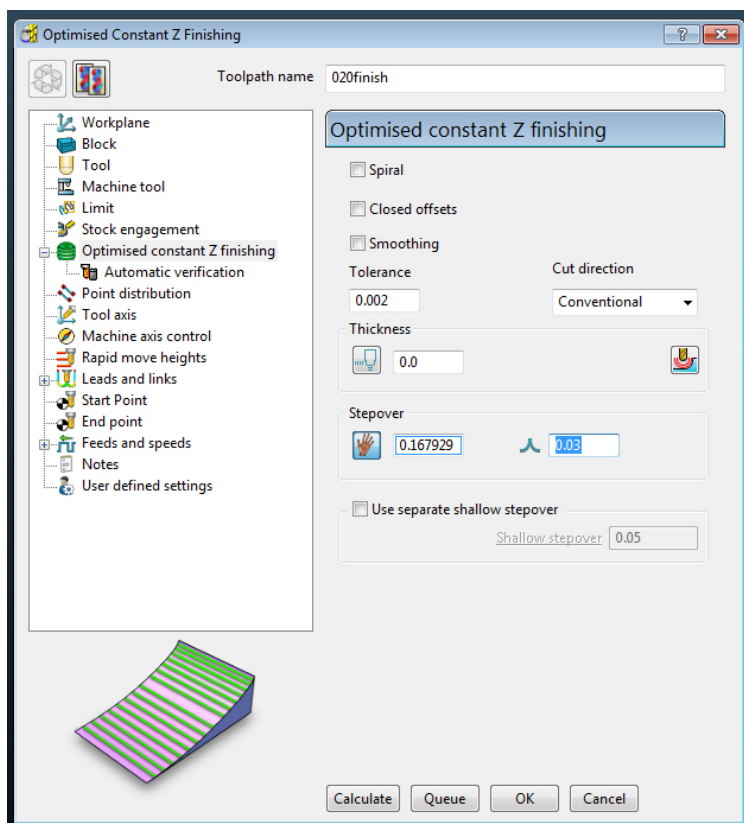 Optimised Constant Z Finishing
Toolpath name 020finish
Workplane
Block
Tool
Machine tool
Limit
Stock engagement
Optimised constant Z finishing
Automatic verification
Point distribution
Tool axis
Machine axis control
Rapid move heights
Leads and links
Start Point
End point
Feeds and speeds
Notes
User defined settings
Optimised constant Z finishing
Spiral
Closed offsets
Smoothing
Tolerance Cut direction
0.002 Conventional
Thickness
0.0
Stepover
0.167929 0.03
Use separate shallow stepover
Shallow stepover 0.05
Calculate Queue OK Cancel